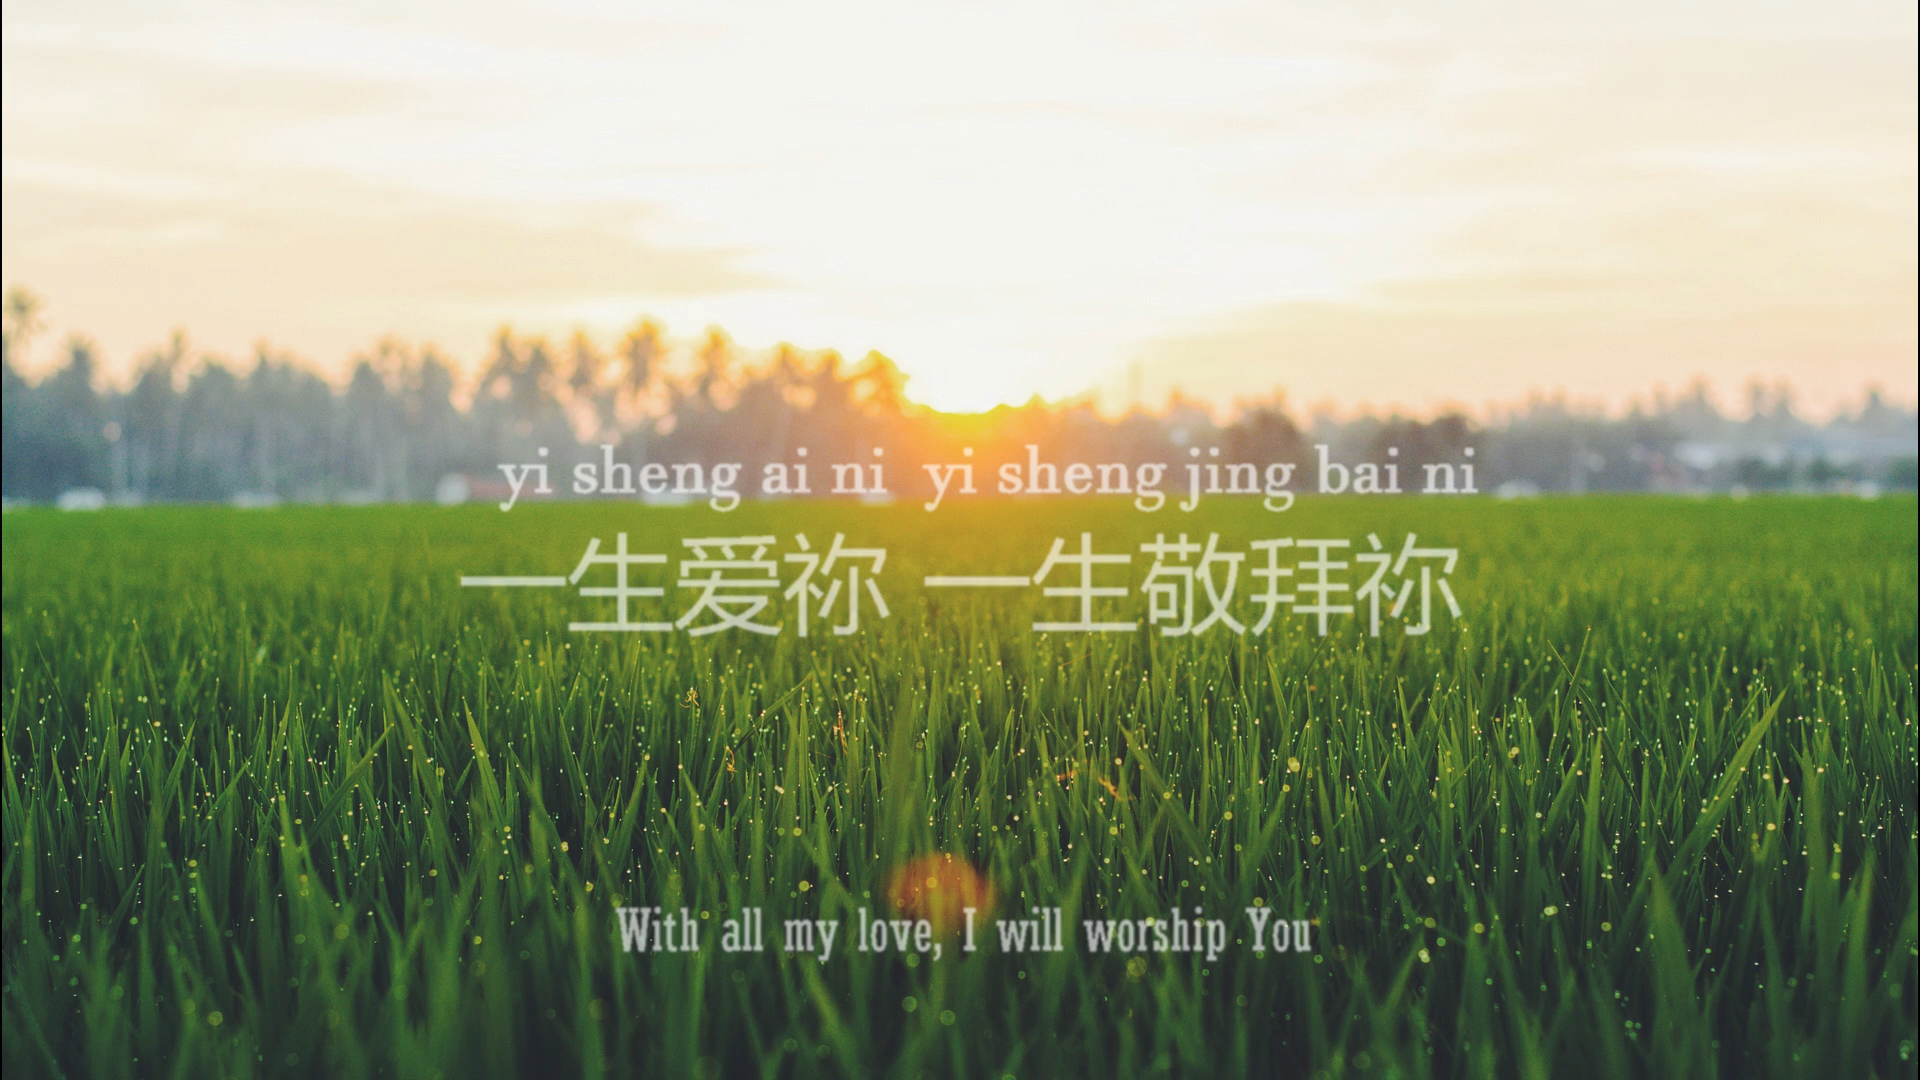 yi sheng ai ni yi sheng jing bai ni
一生爱祢 一生敬拜祢
With all my love, I will worship You